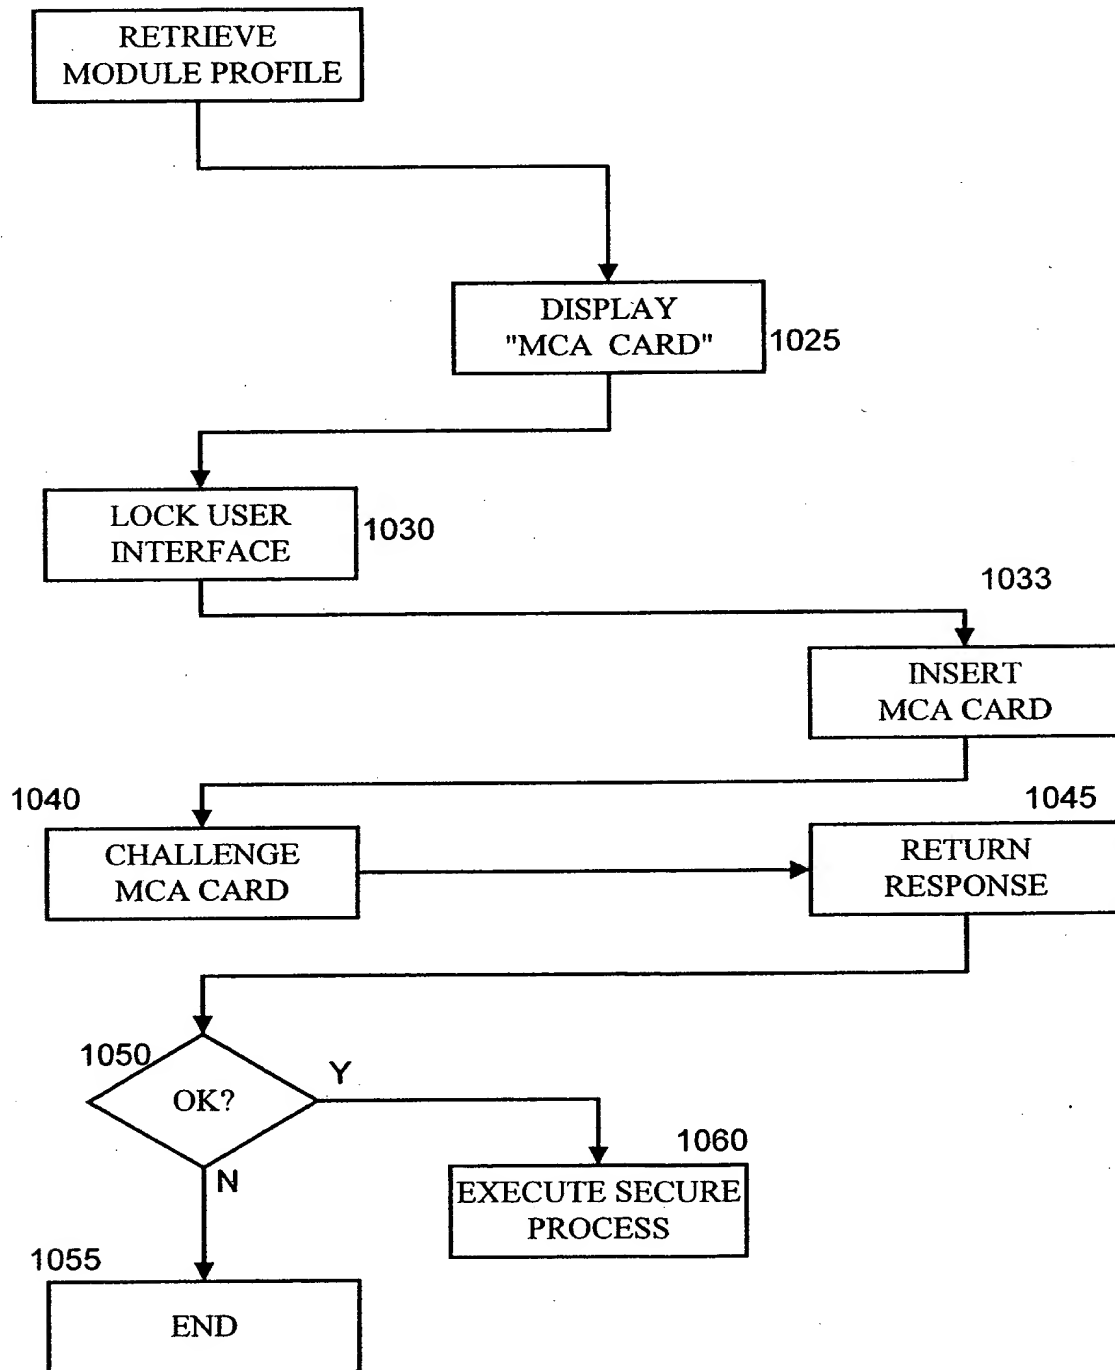 RETRIEVE
MODULE PROFILE
DISPLAY
"MCA CARD"
1025
LOCK USER
INTERFACE
1030
1033
INSERT
MCA CARD
1040
CHALLENGE
MCA CARD
1045
RETURN
RESPONSE
1050
OK?
Y
N
1060
EXECUTE SECURE
PROCESS
1055
END